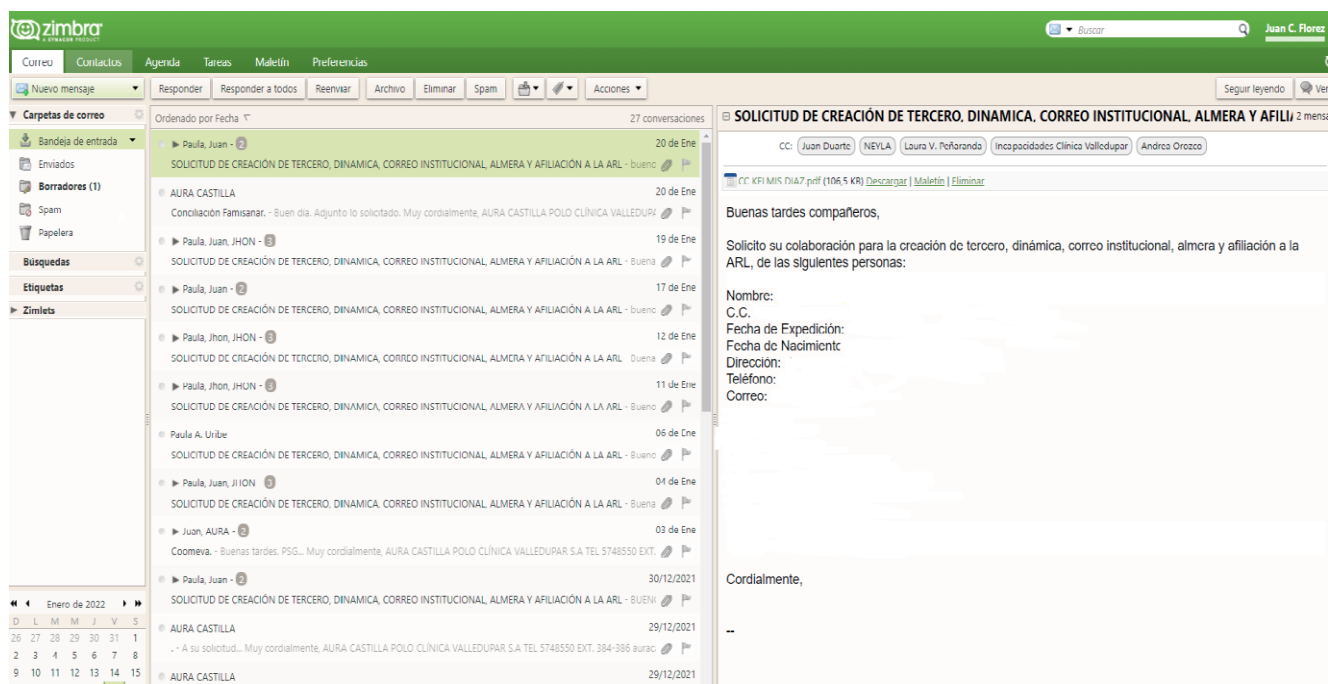 zimbra
A SYNACOR PRODUCT
Buscar
Juan C. Florez
Correo Contactos Agenda Tareas Maletín Preferencias
Nuevo mensaje Responder Responder a todos Reenviar Archivo Eliminar Spam Acciones Seguir leyendo Ver
Carpetas de correo
Bandeja de entrada
Enviados
Borradores (1)
Spam
Papelera
Búsquedas
Etiquetas
Zimlets
Ordenado por Fecha 27 conversaciones
Paula, Juan - 2 20 de Ene
SOLICITUD DE CREACIÓN DE TERCERO, DINAMICA, CORREO INSTITUCIONAL, ALMERA Y AFILIACIÓN A LA ARL - bueno
AURA CASTILLA 20 de Ene
Conciliación Famisanar. - Buen día. Adjunto lo solicitado. Muy cordialmente, AURA CASTILLA POLO CLÍNICA VALLEDUPA
Paula, Juan, JHON - 3 19 de Ene
SOLICITUD DE CREACIÓN DE TERCERO, DINAMICA, CORREO INSTITUCIONAL, ALMERA Y AFILIACIÓN A LA ARL - Buena
Paula, Juan - 2 17 de Ene
SOLICITUD DE CREACIÓN DE TERCERO, DINAMICA, CORREO INSTITUCIONAL, ALMERA Y AFILIACIÓN A LA ARL - bueno
Paula, Jhon, JHON - 3 12 de Ene
SOLICITUD DE CREACIÓN DE TERCERO, DINAMICA, CORREO INSTITUCIONAL, ALMERA Y AFILIACIÓN A LA ARL - Buena
Paula, Jhon, JHON - 3 11 de Ene
SOLICITUD DE CREACIÓN DE TERCERO, DINAMICA, CORREO INSTITUCIONAL, ALMERA Y AFILIACIÓN A LA ARL - Bueno
Paula A. Uribe 06 de Ene
SOLICITUD DE CREACIÓN DE TERCERO, DINAMICA, CORREO INSTITUCIONAL, ALMERA Y AFILIACIÓN A LA ARL - Bueno
Paula, Juan, JHON - 3 04 de Ene
SOLICITUD DE CREACIÓN DE TERCERO, DINAMICA, CORREO INSTITUCIONAL, ALMERA Y AFILIACIÓN A LA ARL - Buena
Juan, AURA - 2 03 de Ene
Coomeva. - Buenas tardes. PSG... Muy cordialmente, AURA CASTILLA POLO CLÍNICA VALLEDUPAR S.A TEL 5748550 EXT.
Paula, Juan - 2 30/12/2021
SOLICITUD DE CREACIÓN DE TERCERO, DINAMICA, CORREO INSTITUCIONAL, ALMERA Y AFILIACIÓN A LA ARL - BUEN
AURA CASTILLA 29/12/2021
. - A su solicitud... Muy cordialmente, AURA CASTILLA POLO CLÍNICA VALLEDUPAR S.A TEL 5748550 EXT. 384-386 aurac
AURA CASTILLA 29/12/2021
Enero de 2022
D L M M J V S
26 27 28 29 30 31 1
2 3 4 5 6 7 8
9 10 11 12 13 14 15
SOLICITUD DE CREACIÓN DE TERCERO, DINAMICA, CORREO INSTITUCIONAL, ALMERA Y AFILI 2 mensa
CC: Juan Duarte NEYLA Laura V. Peñaranda Incapacidades Clínica Valledupar Andrea Orozco
CC KELMIS DIAZ.pdf (106,5 KB) Descargar | Maletín | Eliminar
Buenas tardes compañeros,
Solicito su colaboración para la creación de tercero, dinámica, correo institucional, almera y afiliación a la
ARL, de las siguientes personas:
Nombre:
C.C.
Fecha de Expedición:
Fecha de Nacimiento
Dirección:
Teléfono:
Correo:
Cordialmente,
--